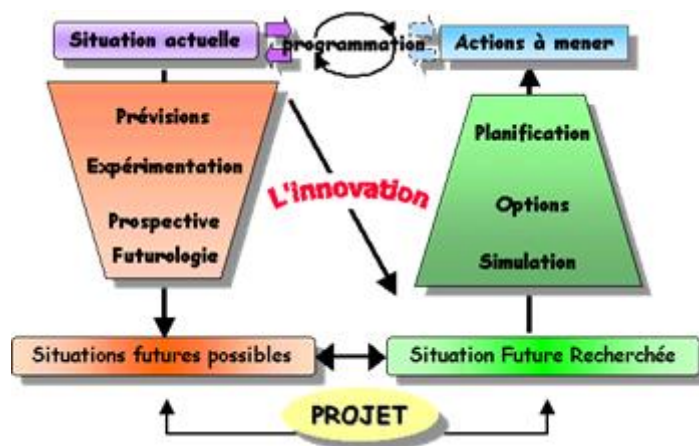 Situation actuelle
programmation
Actions à mener
Prévisions
Expérimentation
Prospective
Futurologie
L'innovation
Planification
Options
Simulation
Situations futures possibles
Situation Future Recherchée
PROJET